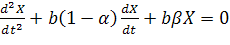 d²X/dt² + b(1 − α) dX/dt + bβX = 0